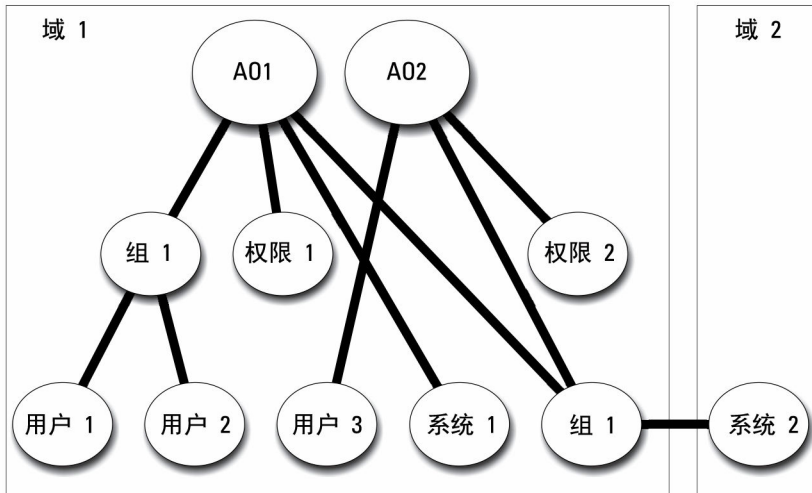 域 1
域 2
A01
A02
组 1
权限 1
权限 2
用户 1
用户 2
用户 3
系统 1
组 1
系统 2